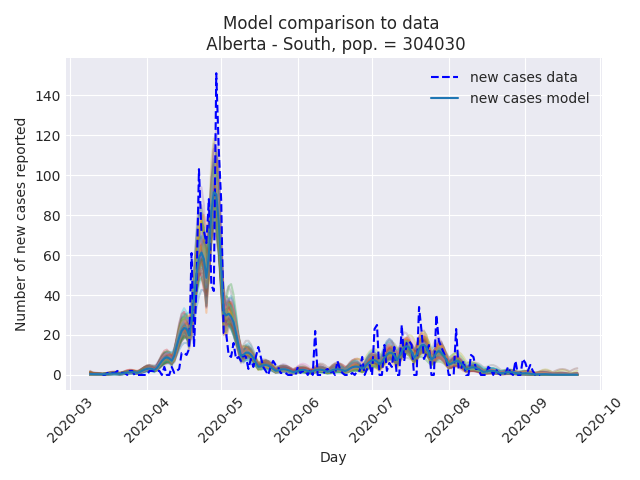 Model comparison to data
Alberta - South, pop. = 304030
new cases data
new cases model
Number of new cases reported
140
120
100
80
60
40
20
0
2020-03
2020-04
2020-05
2020-06
2020-07
2020-08
2020-09
2020-10
Day